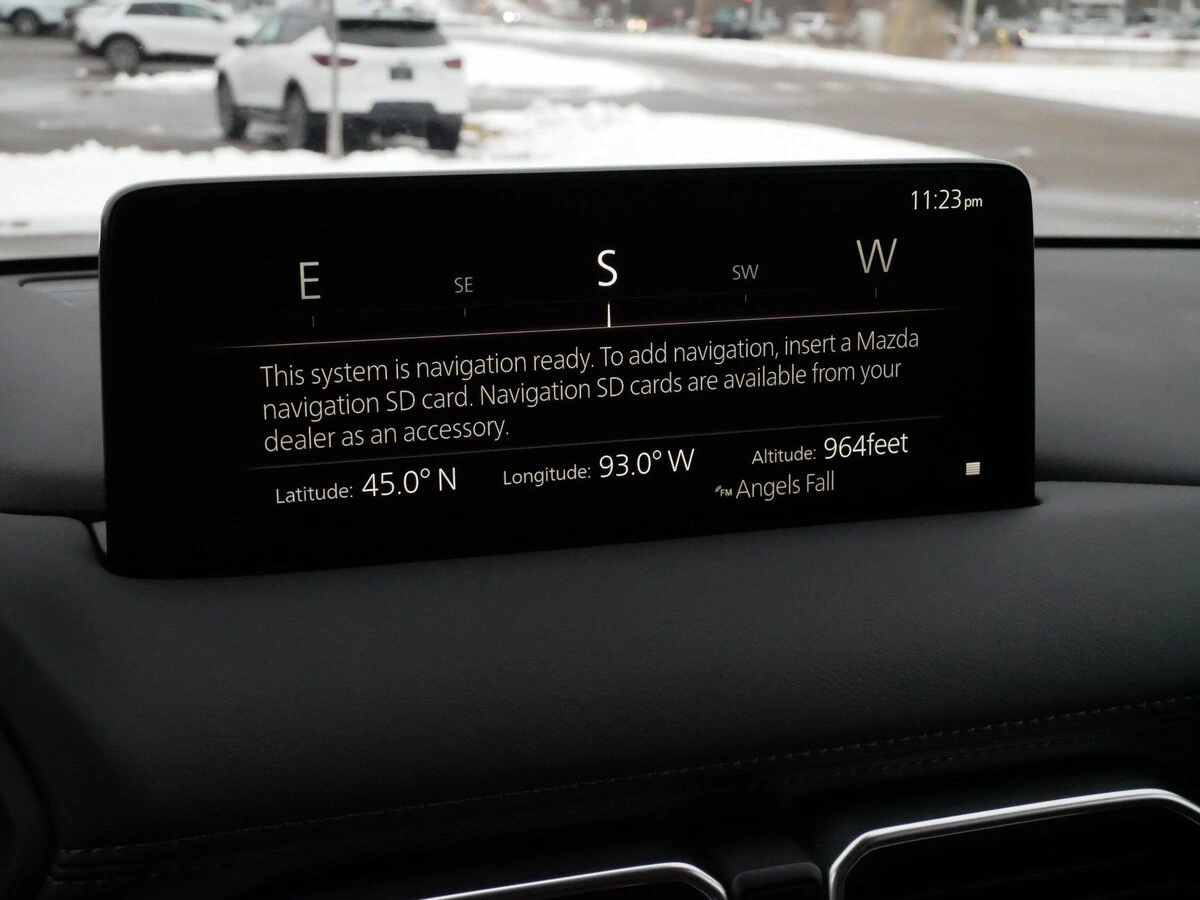 11:23pm
E SE S SW W
This system is navigation ready. To add navigation, insert a Mazda
navigation SD card. Navigation SD cards are available from your
dealer as an accessory.
Latitude: 45.0° N Longitude: 93.0° W Altitude: 964feet
FM Angels Fall